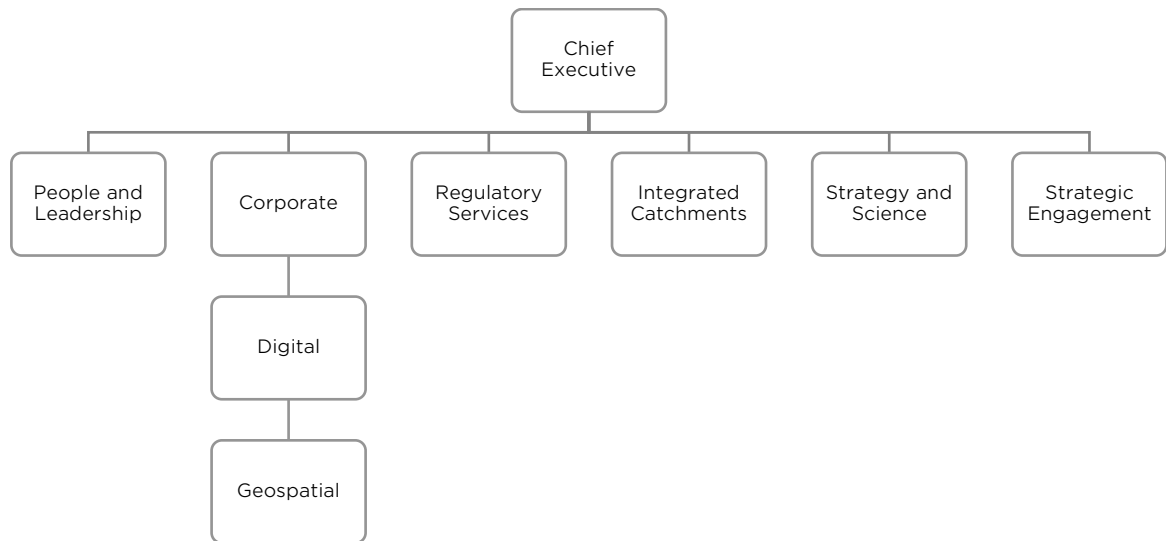 Chief
Executive
People and
Leadership
Corporate
Regulatory
Services
Integrated
Catchments
Strategy and
Science
Strategic
Engagement
Digital
Geospatial